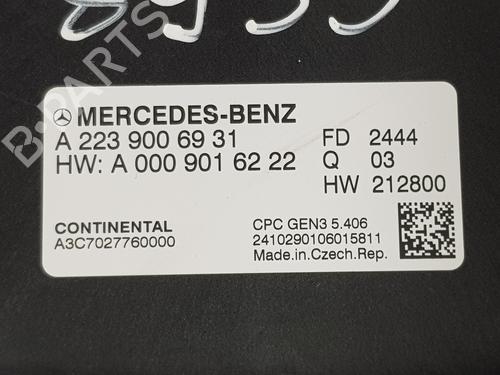 MERCEDES-BENZ
A 223 900 69 31 FD 2444
HW: A 000 901 62 22 Q 03
HW 212800
CONTINENTAL CPC GEN3 5.406
A3C7027760000 2410290106015811
Made.in.Czech.Rep.
B-PARTS